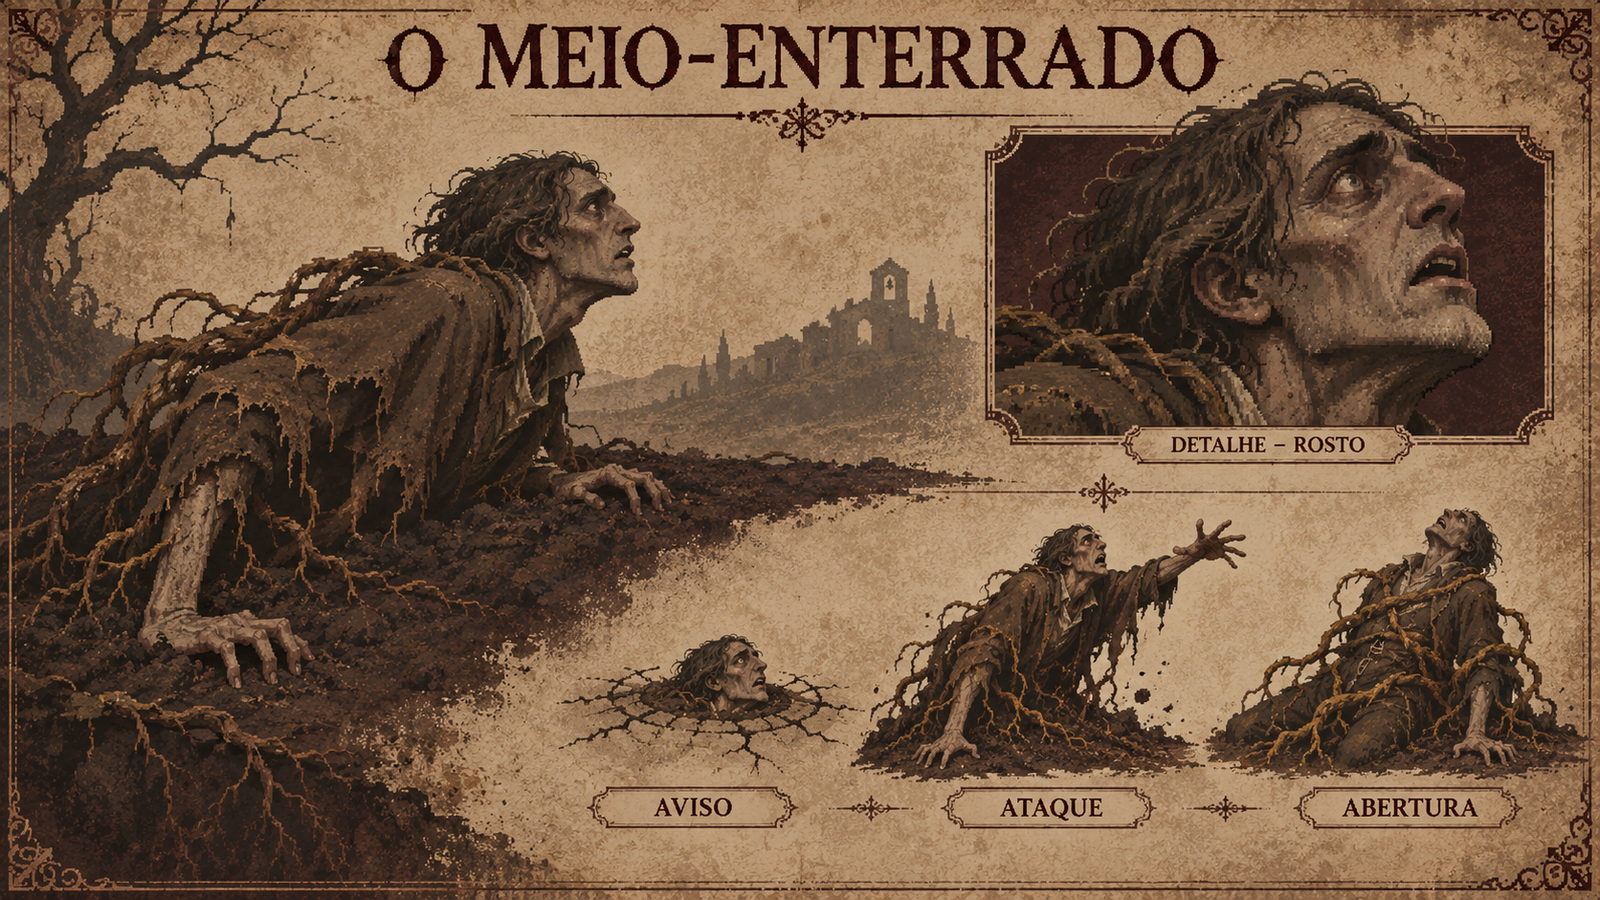 O MEIO-ENTERRADO
DETALHE – ROSTO
AVISO
ATAQUE
ABERTURA